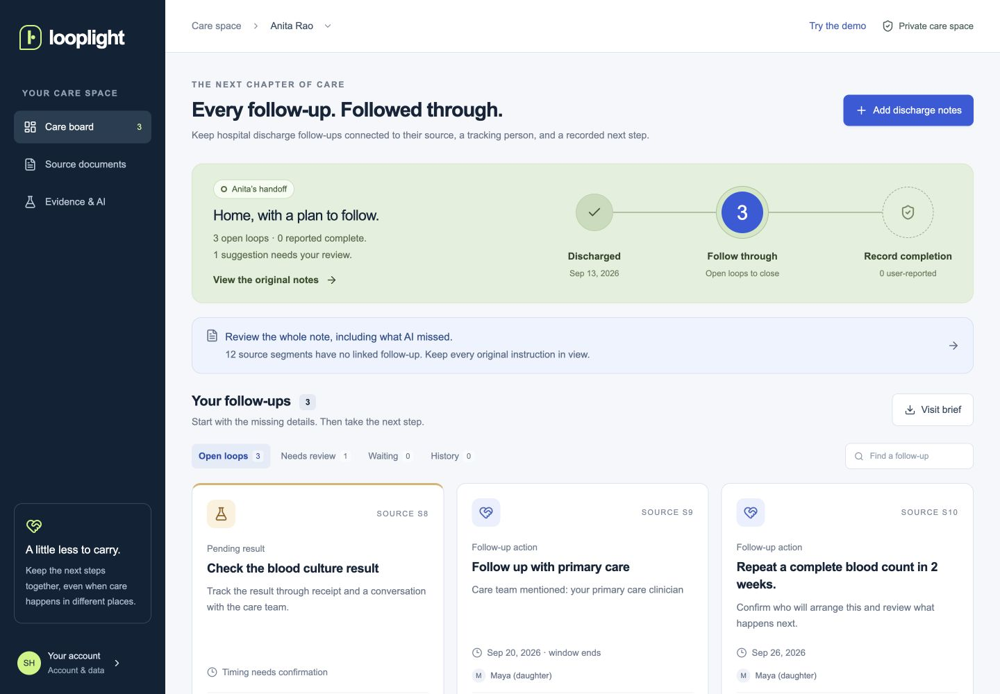 looplight
YOUR CARE SPACE
Care board 3
Source documents
Evidence & AI
A little less to carry.
Keep the next steps
together, even when care
happens in different places.
SH
Your account
Account & data
Care space
Anita Rao
Try the demo
Private care space
THE NEXT CHAPTER OF CARE
Every follow-up. Followed through.
Keep hospital discharge follow-ups connected to their source, a tracking person, and a recorded next step.
Add discharge notes
Anita's handoff
Home, with a plan to follow.
3 open loops · 0 reported complete.
1 suggestion needs your review.
View the original notes
Discharged
Sep 13, 2026
3
Follow through
Open loops to close
Record completion
0 user-reported
Review the whole note, including what AI missed.
12 source segments have no linked follow-up. Keep every original instruction in view.
Your follow-ups 3
Start with the missing details. Then take the next step.
Visit brief
Open loops 3
Needs review 1
Waiting 0
History 0
Find a follow-up
SOURCE S8
Pending result
Check the blood culture result
Track the result through receipt and a conversation
with the care team.
Timing needs confirmation
SOURCE S9
Follow-up action
Follow up with primary care
Care team mentioned: your primary care clinician
Sep 20, 2026 · window ends
M Maya (daughter)
SOURCE S10
Follow-up action
Repeat a complete blood count in 2
weeks.
Confirm who will arrange this and review what
happens next.
Sep 26, 2026
M Maya (daughter)